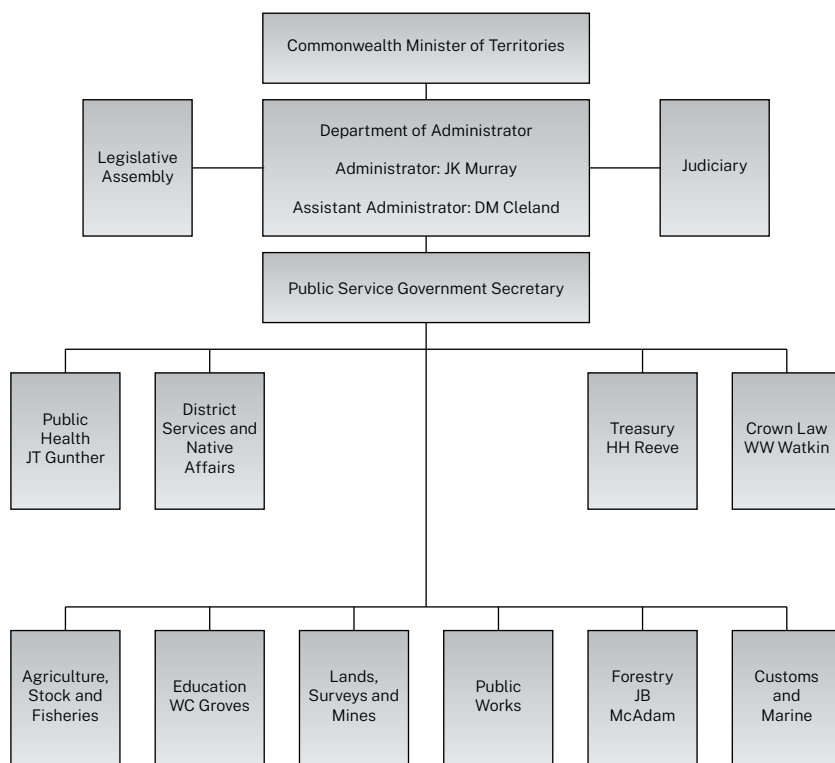 Commonwealth Minister of Territories
Legislative
Assembly
Department of Administrator
Administrator: JK Murray
Assistant Administrator: DM Cleland
Judiciary
Public Service Government Secretary
Public
Health
JT Gunther
District
Services and
Native
Affairs
Treasury
HH Reeve
Crown Law
WW Watkin
Agriculture,
Stock and
Fisheries
Education
WC Groves
Lands,
Surveys and
Mines
Public
Works
Forestry
JB
McAdam
Customs
and
Marine